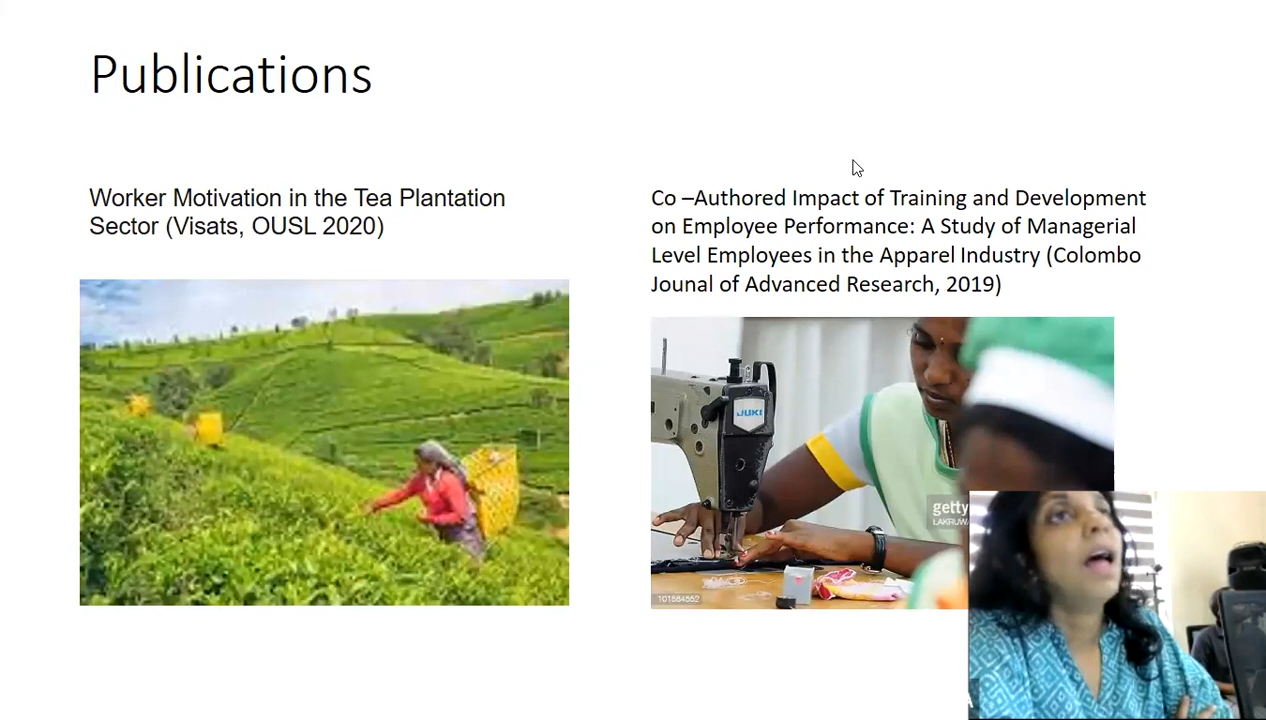 Publications
Worker Motivation in the Tea Plantation
Sector (Visats, OUSL 2020)
Co –Authored Impact of Training and Development
on Employee Performance: A Study of Managerial
Level Employees in the Apparel Industry (Colombo
Jounal of Advanced Research, 2019)
JUKI
getty
LAKRUWA
101564552
A